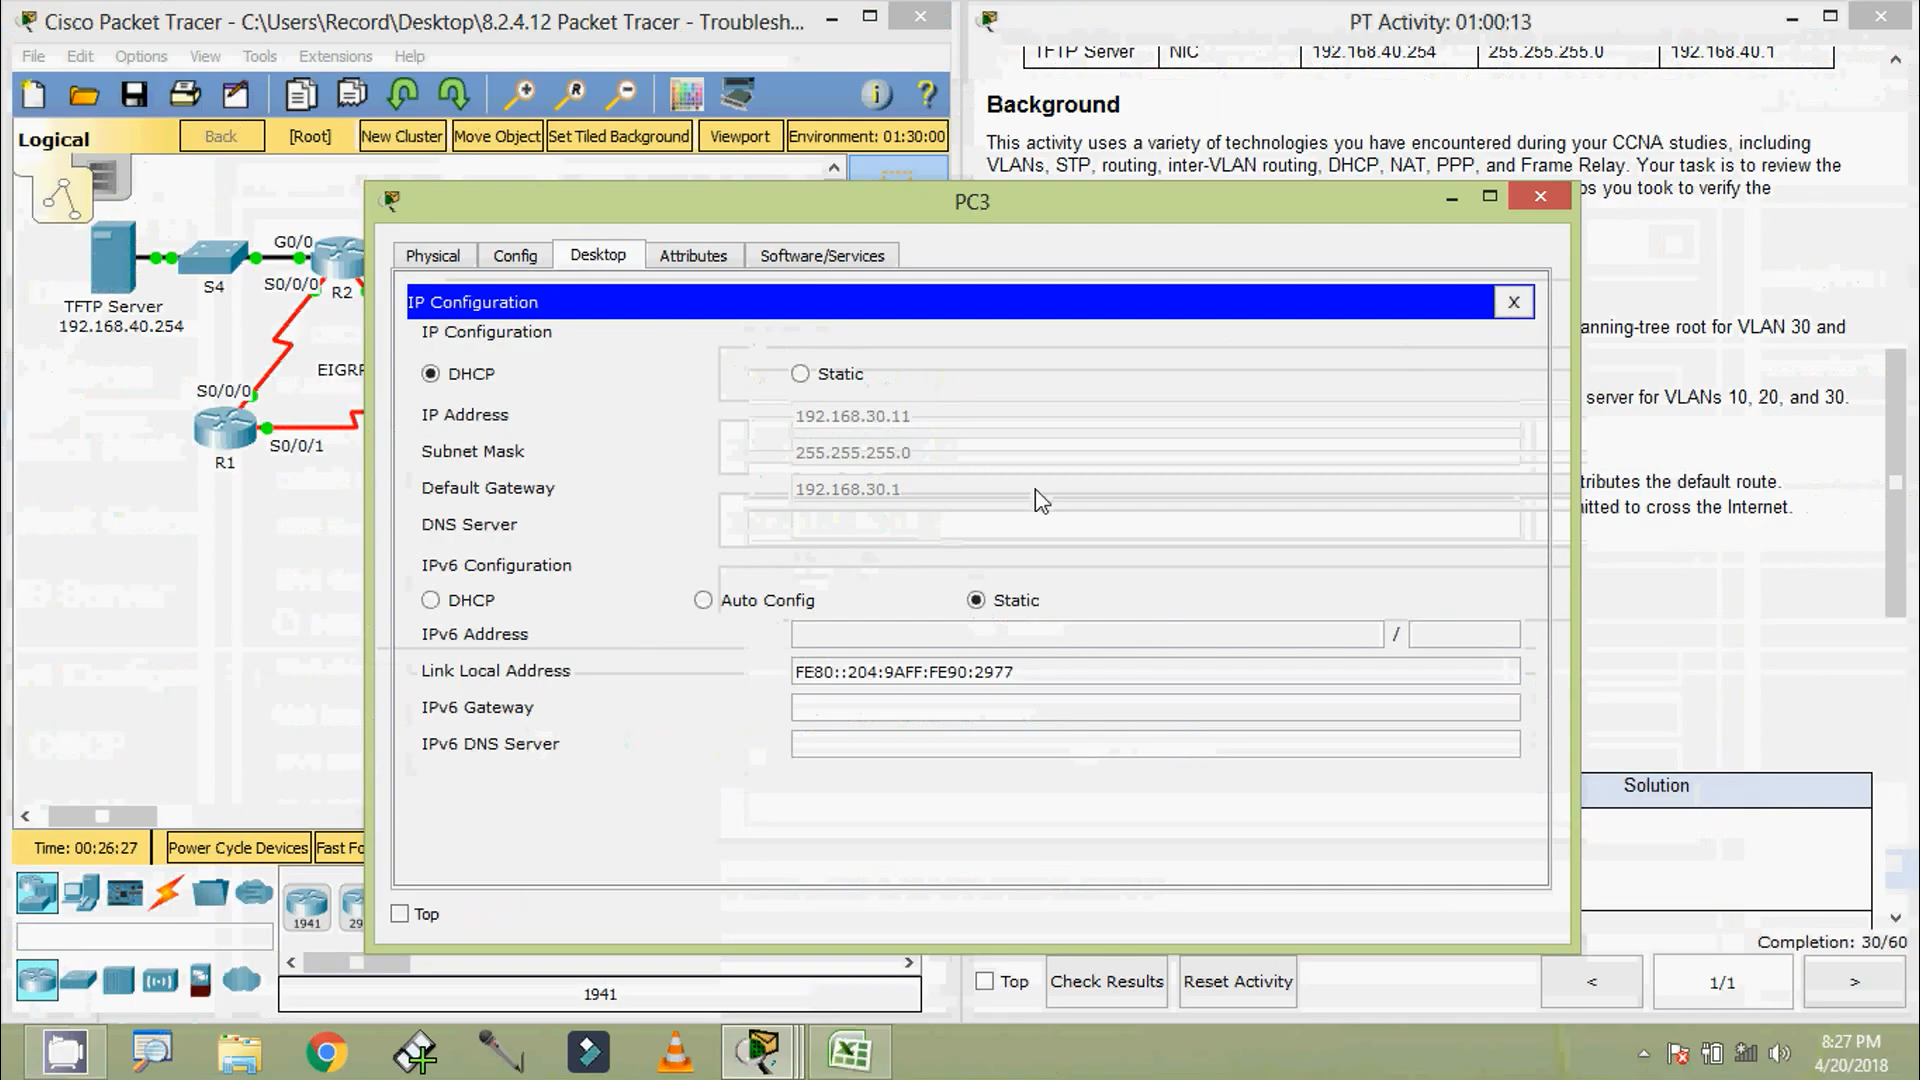 Cisco Packet Tracer - C:\Users\Record\Desktop\8.2.4.12 Packet Tracer - Troublesh...
File Edit Options View Tools Extensions Help
Logical
Back
[Root]
New Cluster
Move Object
Set Tiled Background
Viewport
Environment: 01:30:00
G0/0
S4
S0/0/0
R2
TFTP Server
192.168.40.254
EIGRP
S0/0/0
S0/0/1
R1
Time: 00:26:27
Power Cycle Devices
Fast Fo
1941
29
1941
PT Activity: 01:00:13
TFTP Server NIC 192.168.40.254 255.255.255.0 192.168.40.1
Background
This activity uses a variety of technologies you have encountered during your CCNA studies, including
VLANs, STP, routing, inter-VLAN routing, DHCP, NAT, PPP, and Frame Relay. Your task is to review the
os you took to verify the
anning-tree root for VLAN 30 and
server for VLANs 10, 20, and 30.
tributes the default route.
itted to cross the Internet.
Solution
Completion: 30/60
Top
Check Results
Reset Activity
<
1/1
>
PC3
Physical
Config
Desktop
Attributes
Software/Services
IP Configuration
X
IP Configuration
DHCP
Static
IP Address
192.168.30.11
Subnet Mask
255.255.255.0
Default Gateway
192.168.30.1
DNS Server
IPv6 Configuration
DHCP
Auto Config
Static
IPv6 Address
/
Link Local Address
FE80::204:9AFF:FE90:2977
IPv6 Gateway
IPv6 DNS Server
Top
8:27 PM
4/20/2018